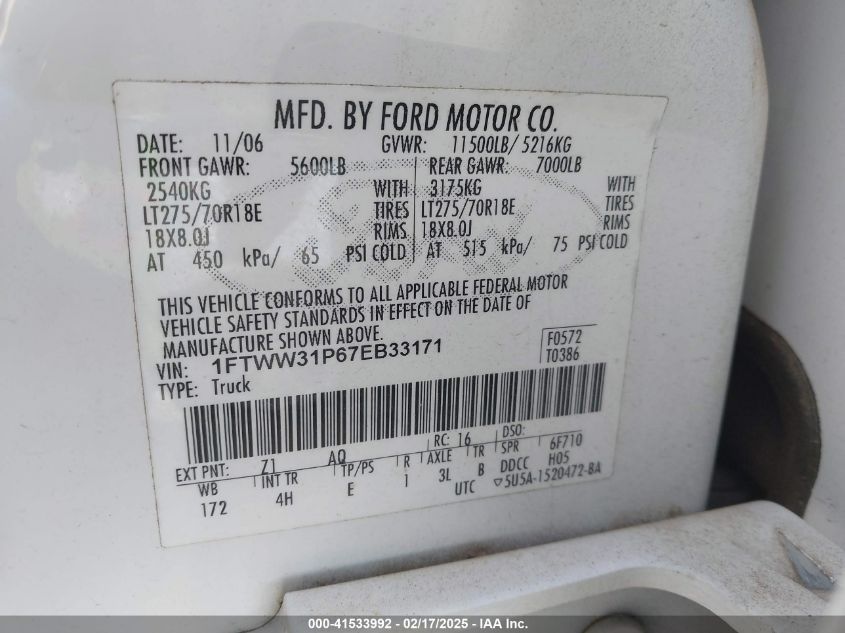 MFD. BY FORD MOTOR CO.
DATE: 11/06 GVWR: 11500LB/ 5216KG
FRONT GAWR: 5600LB REAR GAWR: 7000LB
2540KG WITH 3175KG WITH
LT275/70R18E TIRES LT275/70R18E TIRES
18X8.0J RIMS 18X8.0J RIMS
AT 450 kPa/ 65 PSI COLD AT 515 kPa/ 75 PSI COLD
THIS VEHICLE CONFORMS TO ALL APPLICABLE FEDERAL MOTOR
VEHICLE SAFETY STANDARDS IN EFFECT ON THE DATE OF
MANUFACTURE SHOWN ABOVE.
VIN: 1FTWW31P67EB33171 F0572
TYPE: Truck T0386
EXT PNT: Z1 AQ RC: 16 DSO: 6F710
WB INT TR TP/PS R AXLE TR SPR H05
172 4H E 1 3L B DDCC
UTC ▽5U5A-1520472-BA
000-41533992 - 02/17/2025 - IAA Inc.